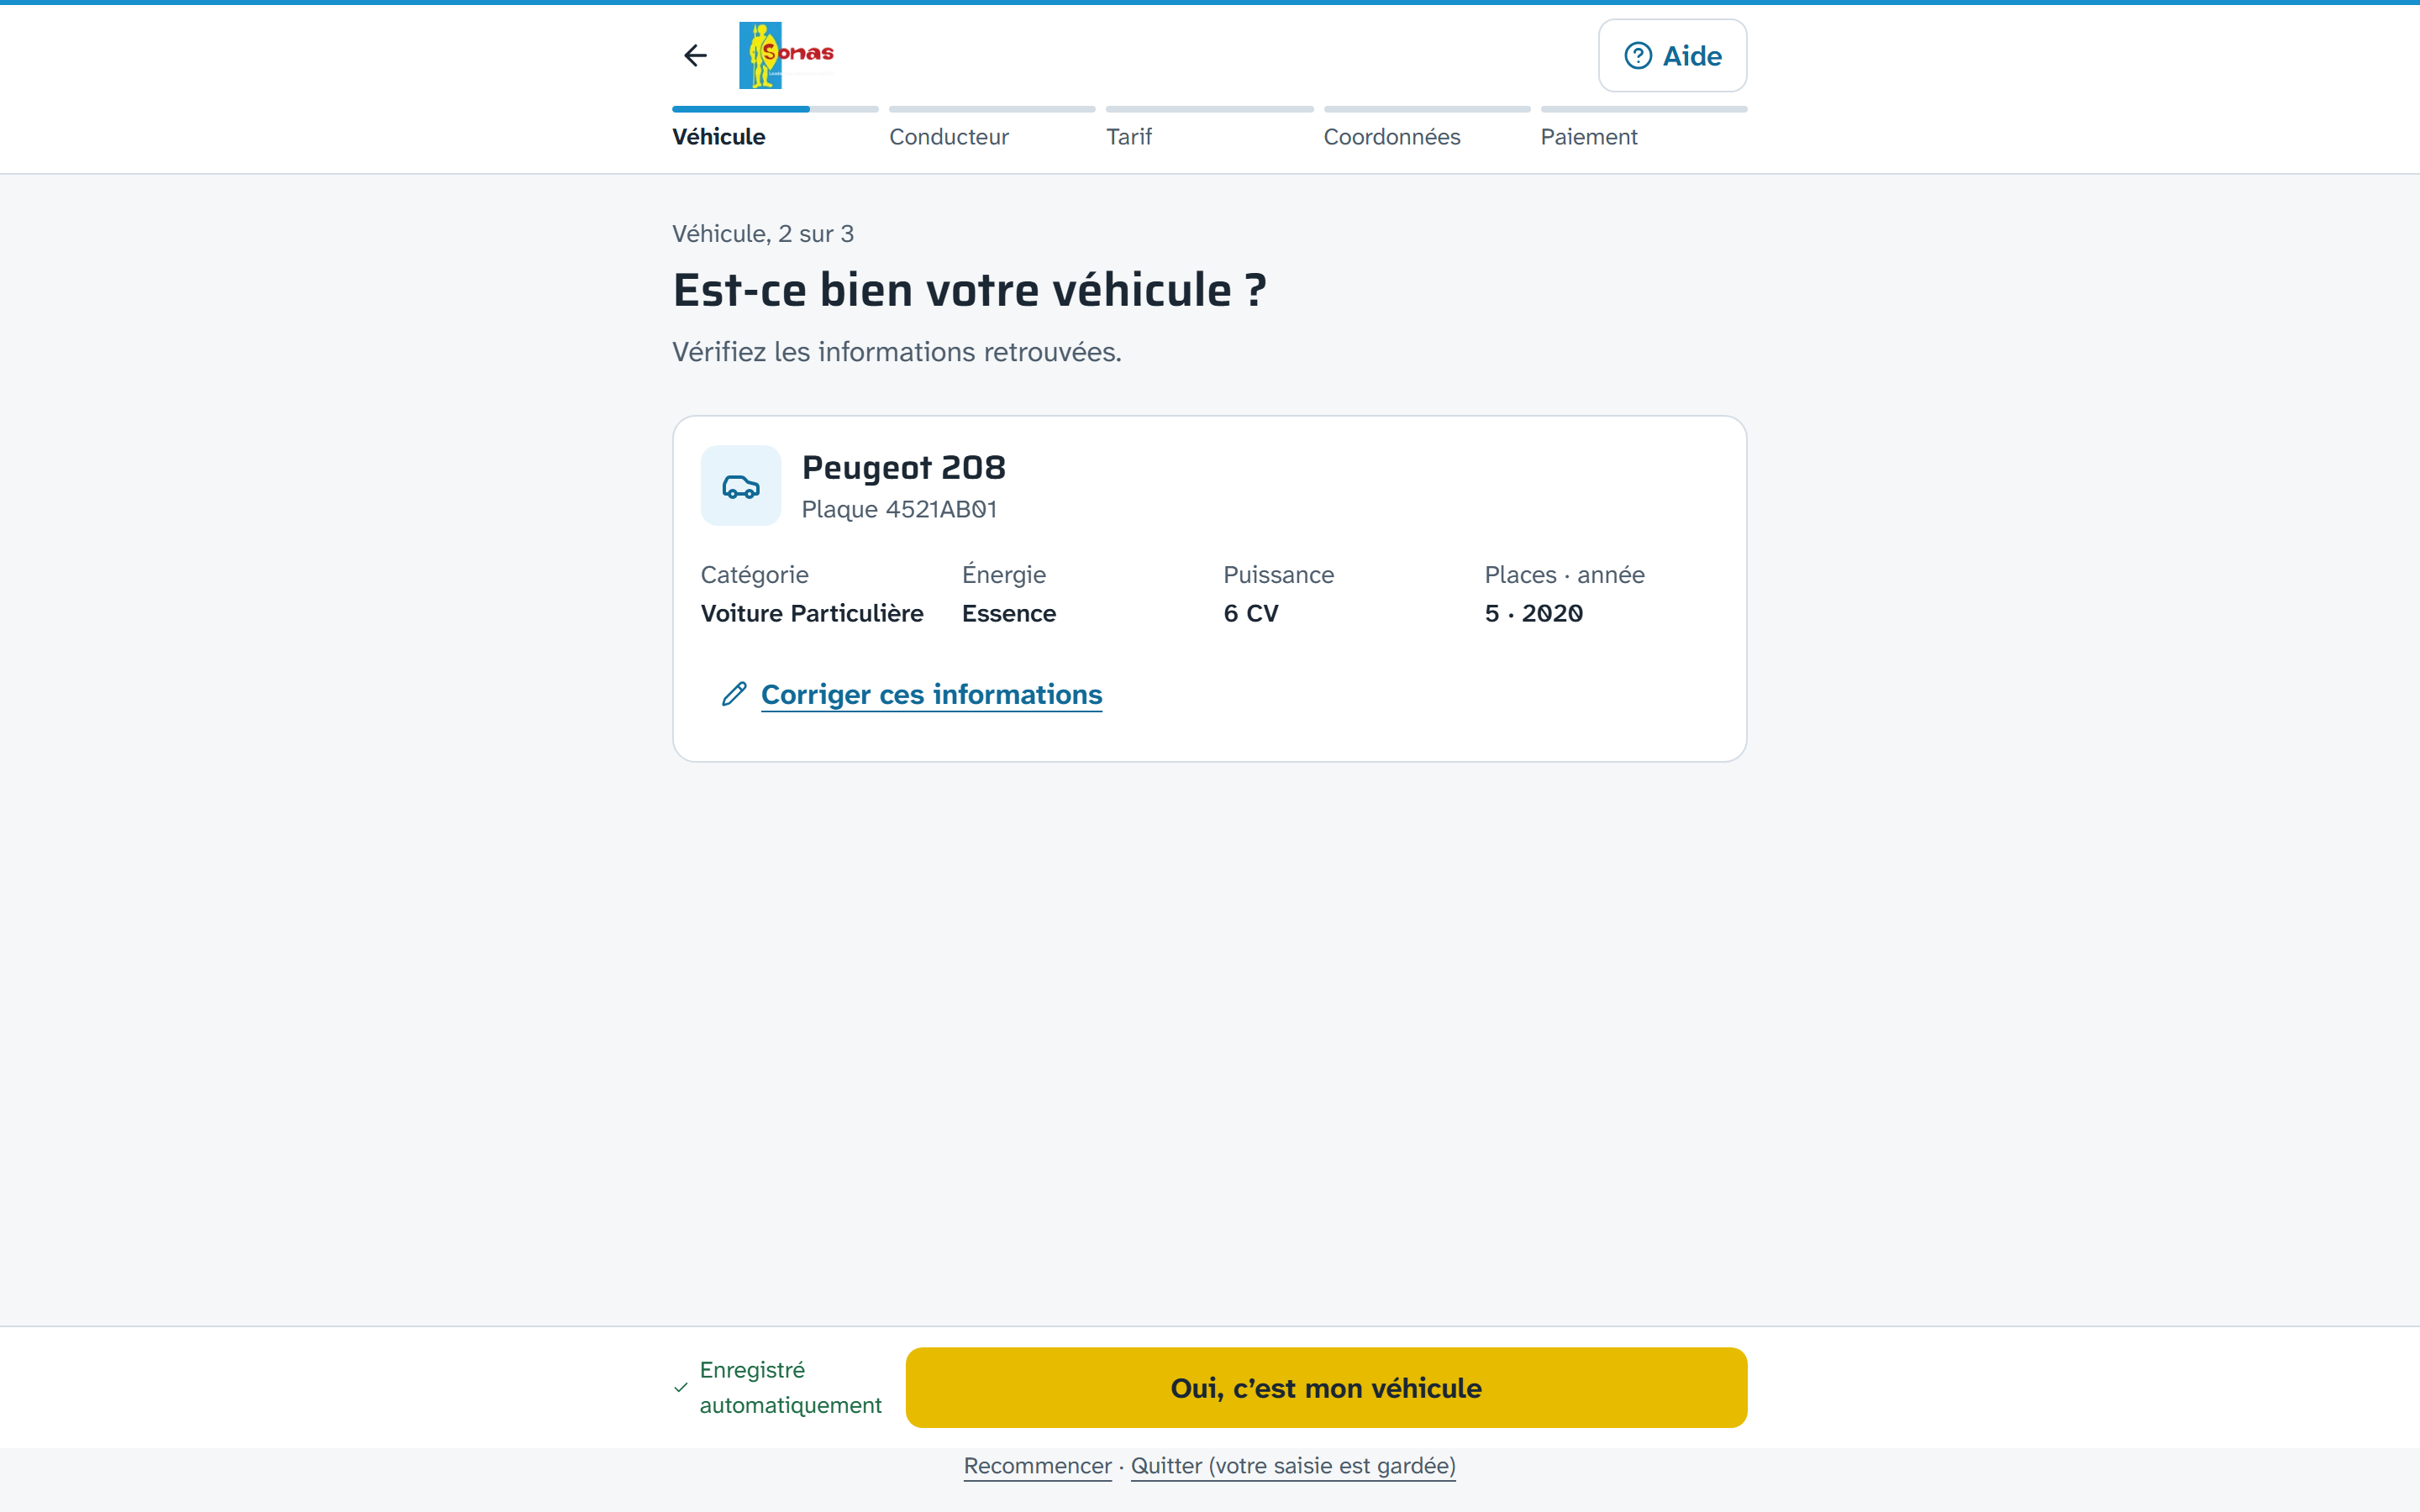 Sonas
Aide
Véhicule
Conducteur
Tarif
Coordonnées
Paiement
Véhicule, 2 sur 3
Est-ce bien votre véhicule ?
Vérifiez les informations retrouvées.
Peugeot 208
Plaque 4521AB01
Catégorie
Voiture Particulière
Énergie
Essence
Puissance
6 CV
Places · année
5 · 2020
Corriger ces informations
Enregistré
automatiquement
Oui, c’est mon véhicule
Recommencer · Quitter (votre saisie est gardée)